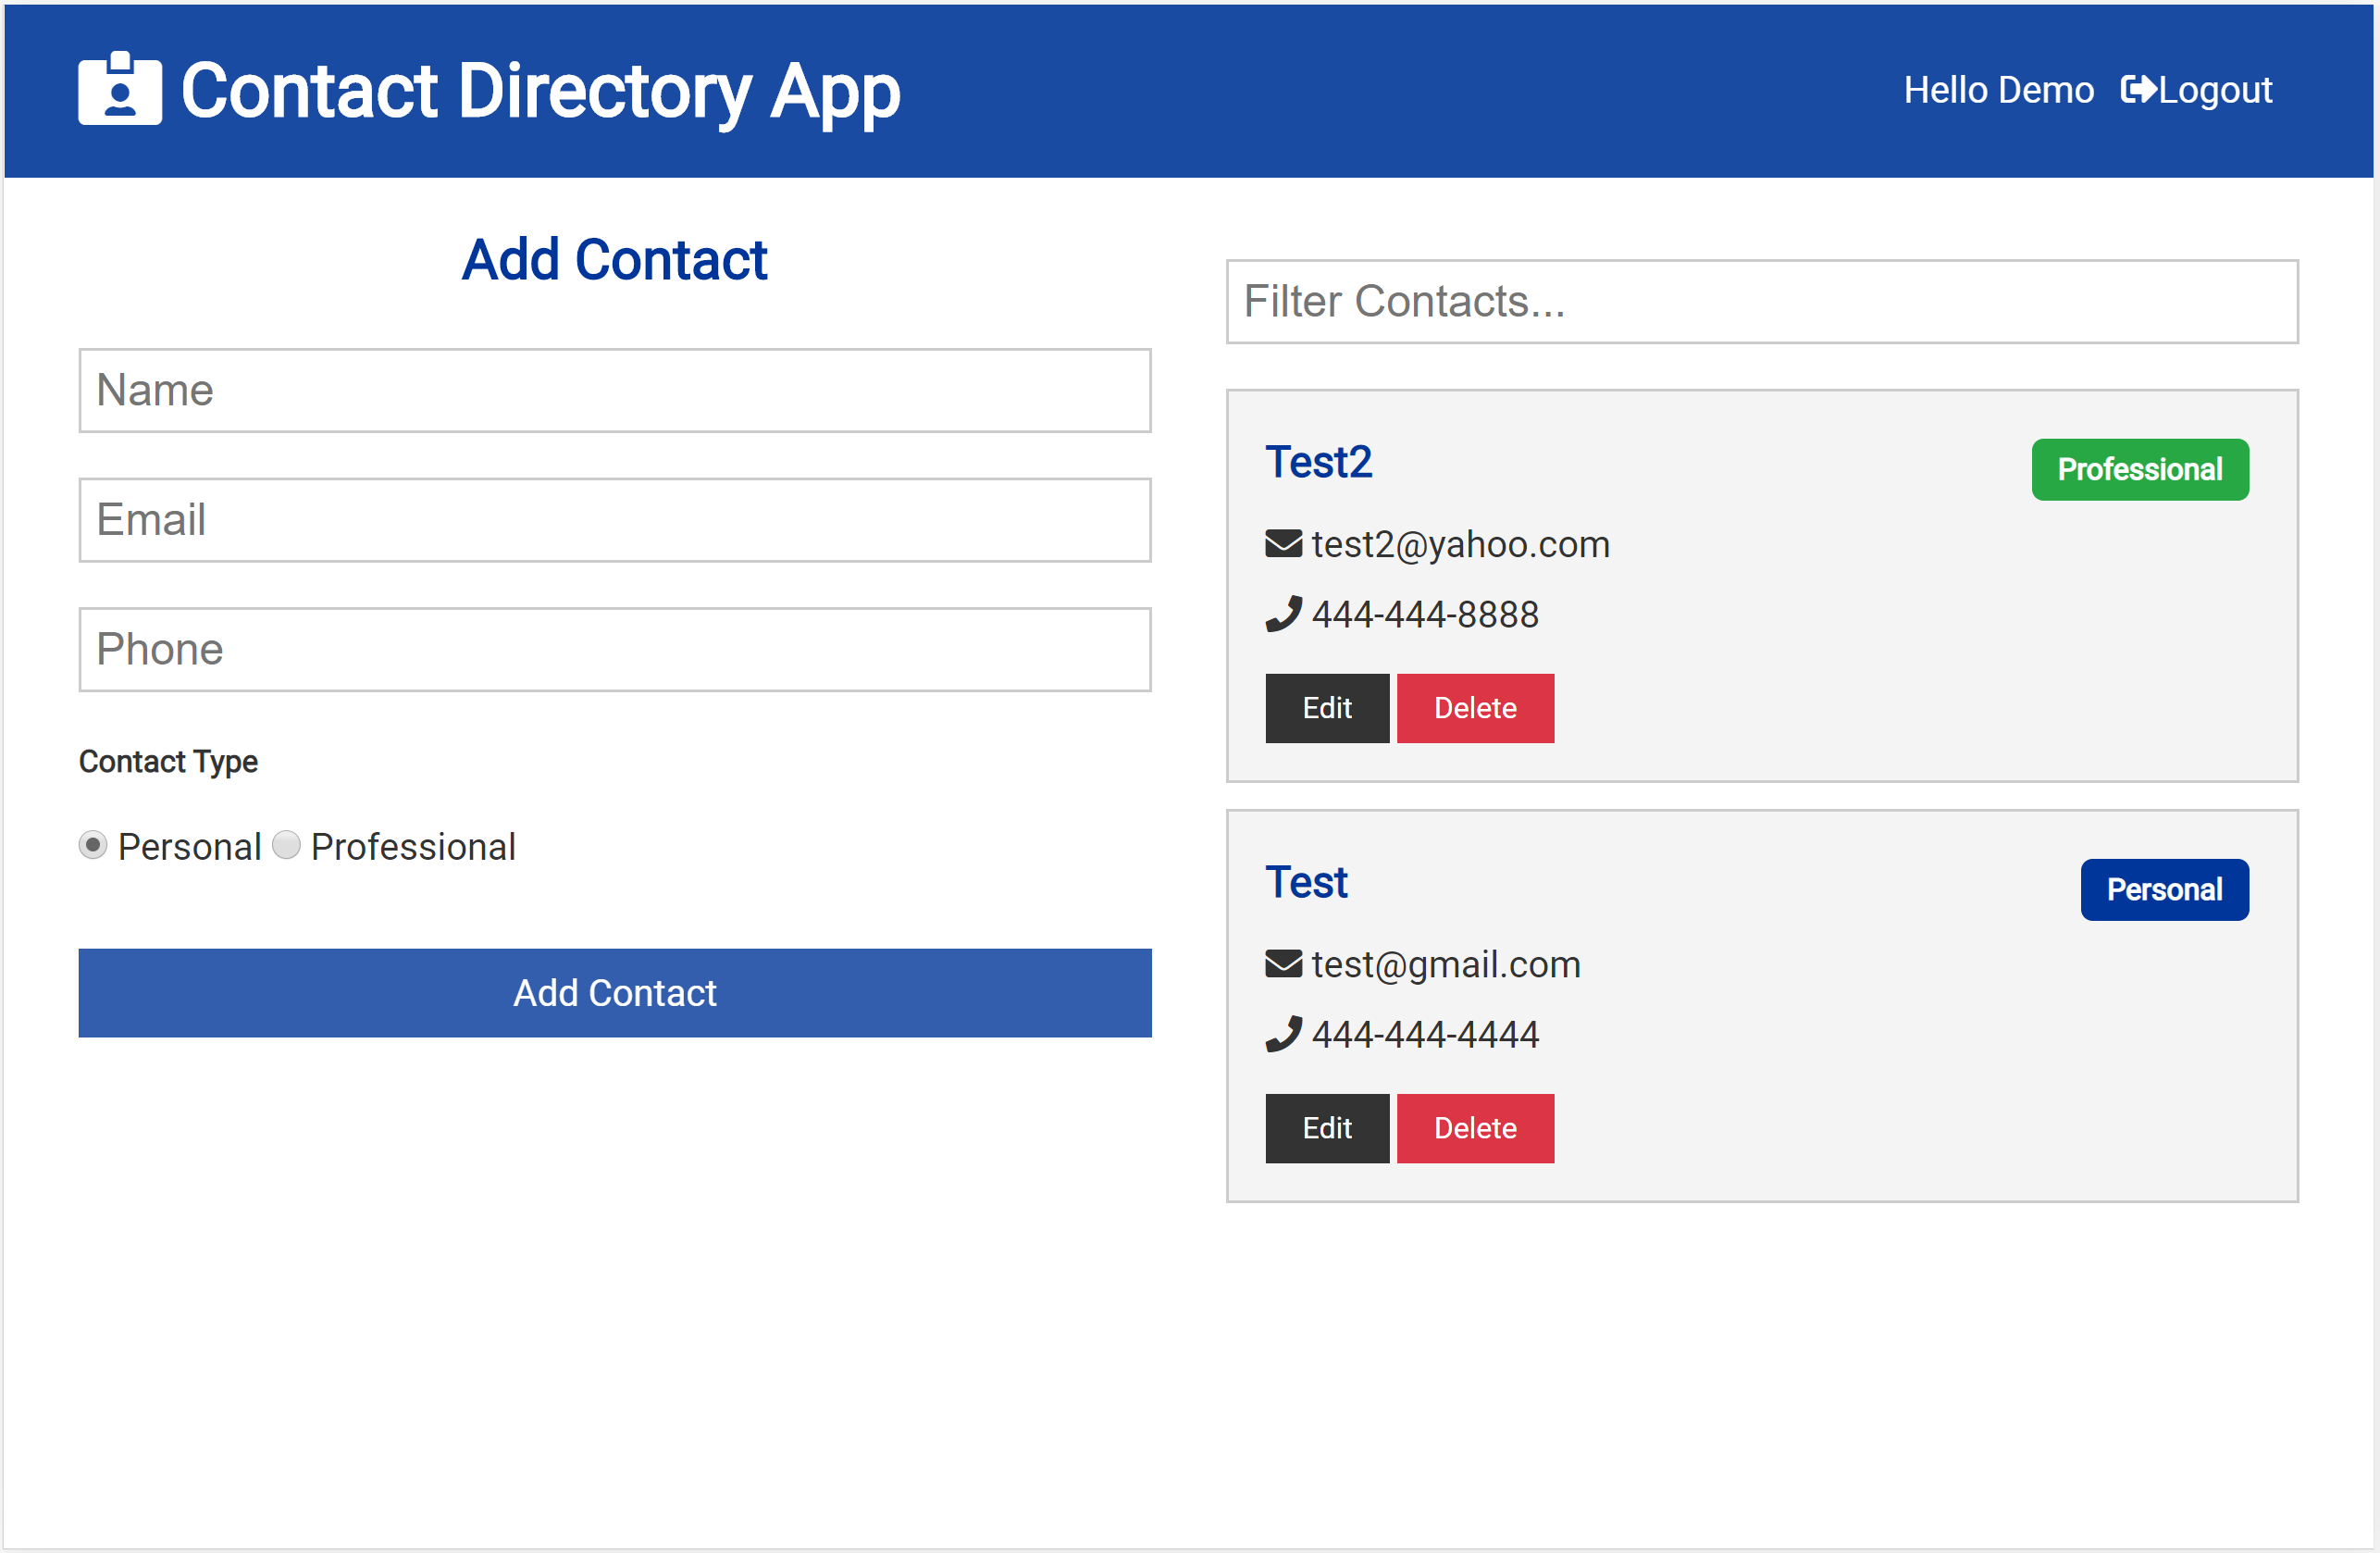 Contact Directory App
Hello Demo Logout
Add Contact
Name
Email
Phone
Contact Type
Personal Professional
Add Contact
Filter Contacts...
Test2
Professional
test2@yahoo.com
444-444-8888
Edit Delete
Test
Personal
test@gmail.com
444-444-4444
Edit Delete